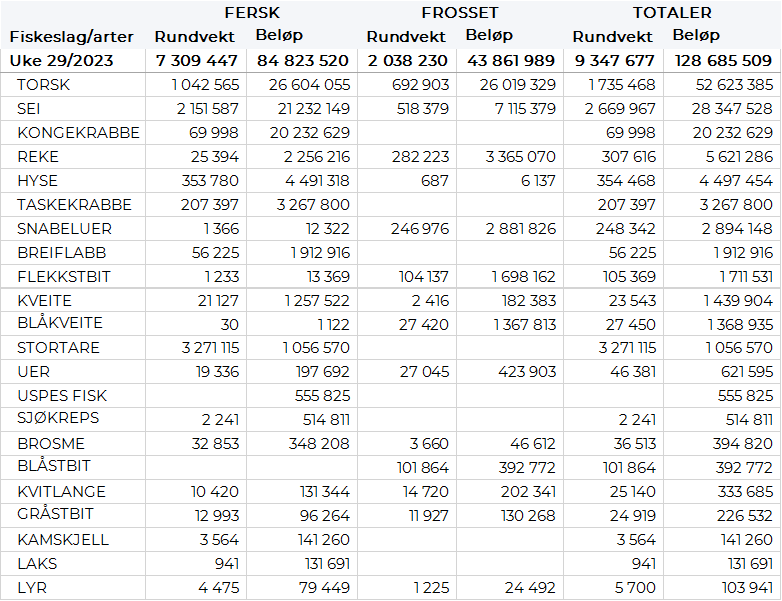 FERSK FROSSET TOTALER
Fiskeslag/arter Rundvekt Beløp Rundvekt Beløp Rundvekt Beløp
Uke 29/2023 7 309 447 84 823 520 2 038 230 43 861 989 9 347 677 128 685 509
TORSK 1 042 565 26 604 055 692 903 26 019 329 1 735 468 52 623 385
SEI 2 151 587 21 232 149 518 379 7 115 379 2 669 967 28 347 528
KONGEKRABBE 69 998 20 232 629 69 998 20 232 629
REKE 25 394 2 256 216 282 223 3 365 070 307 616 5 621 286
HYSE 353 780 4 491 318 687 6 137 354 468 4 497 454
TASKEKRABBE 207 397 3 267 800 207 397 3 267 800
SNABELUER 1 366 12 322 246 976 2 881 826 248 342 2 894 148
BREIFLABB 56 225 1 912 916 56 225 1 912 916
FLEKKSTBIT 1 233 13 369 104 137 1 698 162 105 369 1 711 531
KVEITE 21 127 1 257 522 2 416 182 383 23 543 1 439 904
BLÅKVEITE 30 1 122 27 420 1 367 813 27 450 1 368 935
STORTARE 3 271 115 1 056 570 3 271 115 1 056 570
UER 19 336 197 692 27 045 423 903 46 381 621 595
USPES FISK 555 825 555 825
SJØKREPS 2 241 514 811 2 241 514 811
BROSME 32 853 348 208 3 660 46 612 36 513 394 820
BLÅSTBIT 101 864 392 772 101 864 392 772
KVITLANGE 10 420 131 344 14 720 202 341 25 140 333 685
GRÅSTBIT 12 993 96 264 11 927 130 268 24 919 226 532
KAMSKJELL 3 564 141 260 3 564 141 260
LAKS 941 131 691 941 131 691
LYR 4 475 79 449 1 225 24 492 5 700 103 941